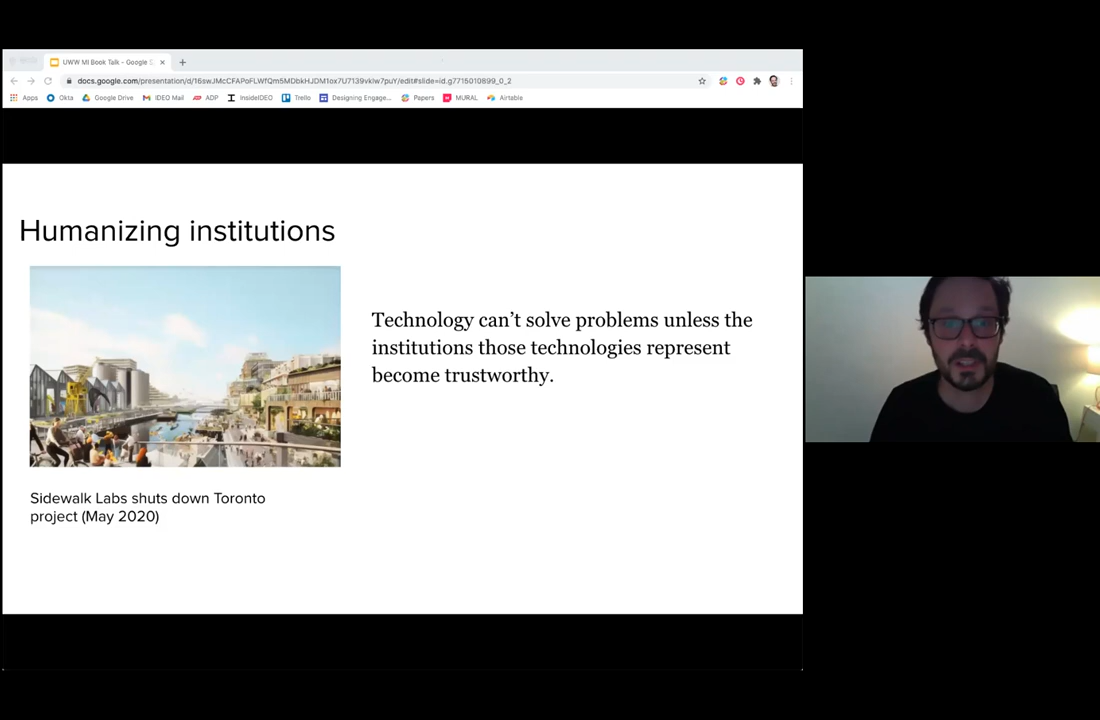 UWW MI Book Talk - Google S
docs.google.com/presentation/d/16swJMcCFAPoFLWfQm5MDbkHJDM1ox7U7139vkIw7puY/edit#slide=id.g7715010899_0_2
Apps Okta Google Drive IDEO Mail ADP InsideIDEO Trello Designing Engage... Papers MURAL Airtable
Humanizing institutions
Technology can’t solve problems unless the
institutions those technologies represent
become trustworthy.
Sidewalk Labs shuts down Toronto
project (May 2020)